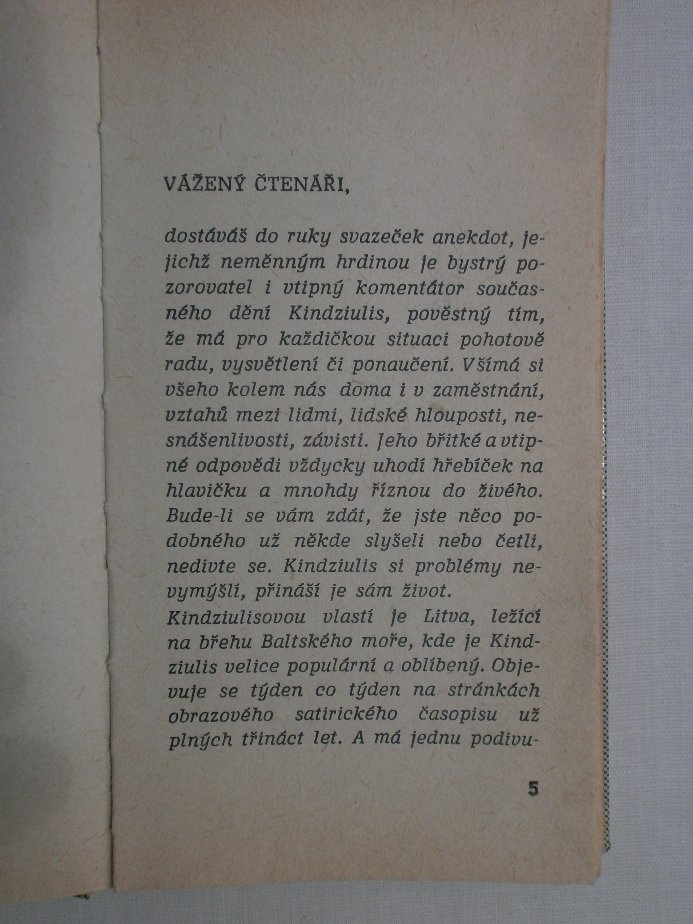 VÁŽENÝ ČTENÁŘI,
dostáváš do ruky svazeček anekdot, je-
jichž neměnným hrdinou je bystrý po-
zorovatel i vtipný komentátor součas-
ného dění Kindziulis, pověstný tím,
že má pro každičkou situaci pohotově
radu, vysvětlení či ponaučení. Všímá si
všeho kolem nás doma i v zaměstnání,
vztahů mezi lidmi, lidské hlouposti, ne-
snášenlivosti, závisti. Jeho břitké a vtip-
né odpovědi vždycky uhodí hřebíček na
hlavičku a mnohdy říznou do živého.
Bude-li se vám zdát, že jste něco po-
dobného už někde slyšeli nebo četli,
nedivte se. Kindziulis si problémy ne-
vymýšlí, přináší je sám život.
Kindziulisovou vlastí je Litva, ležící
na břehu Baltského moře, kde je Kind-
ziulis velice populární a oblíbený. Obje-
vuje se týden co týden na stránkách
obrazového satirického časopisu už
plných třináct let. A má jednu podivu-
5